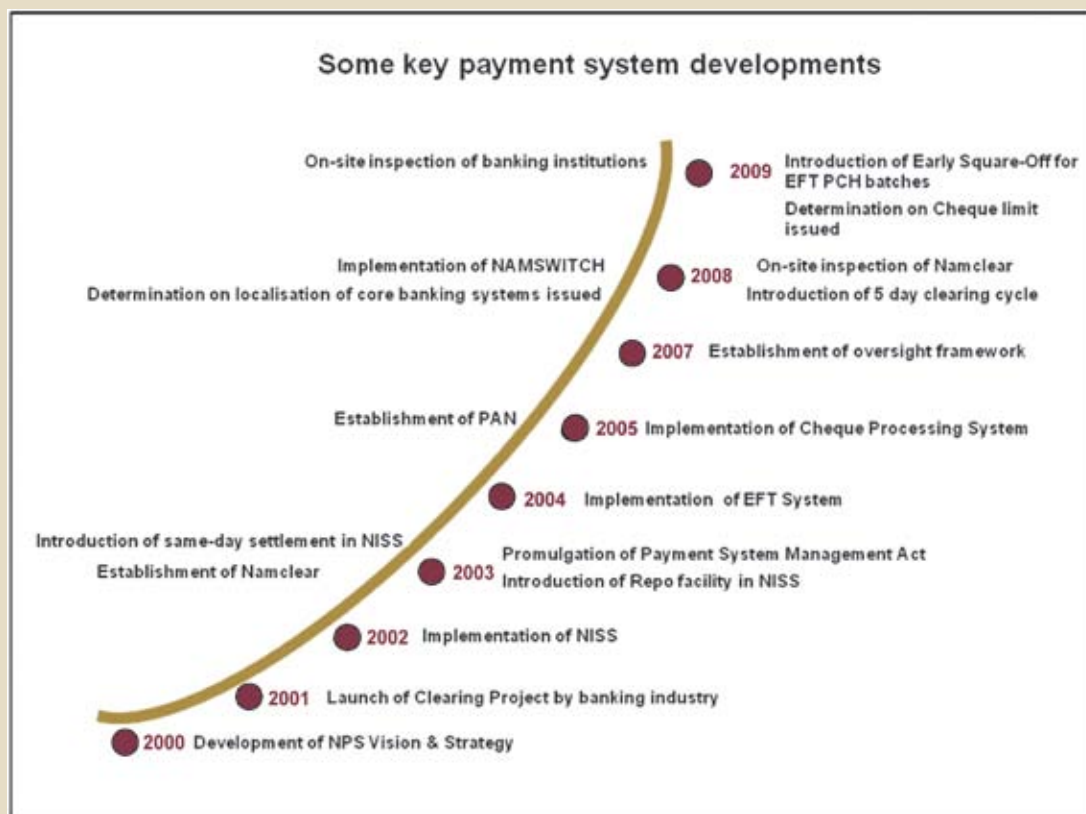 Some key payment system developments
On-site inspection of banking institutions
2009
Introduction of Early Square-Off for
EFT PCH batches
Determination on Cheque limit
issued
Implementation of NAMSWITCH
Determination on localisation of core banking systems issued
2008
On-site inspection of Namclear
Introduction of 5 day clearing cycle
2007 Establishment of oversight framework
Establishment of PAN
2005 Implementation of Cheque Processing System
2004 Implementation of EFT System
Introduction of same-day settlement in NISS
Establishment of Namclear
2003
Promulgation of Payment System Management Act
Introduction of Repo facility in NISS
2002 Implementation of NISS
2001 Launch of Clearing Project by banking industry
2000 Development of NPS Vision & Strategy